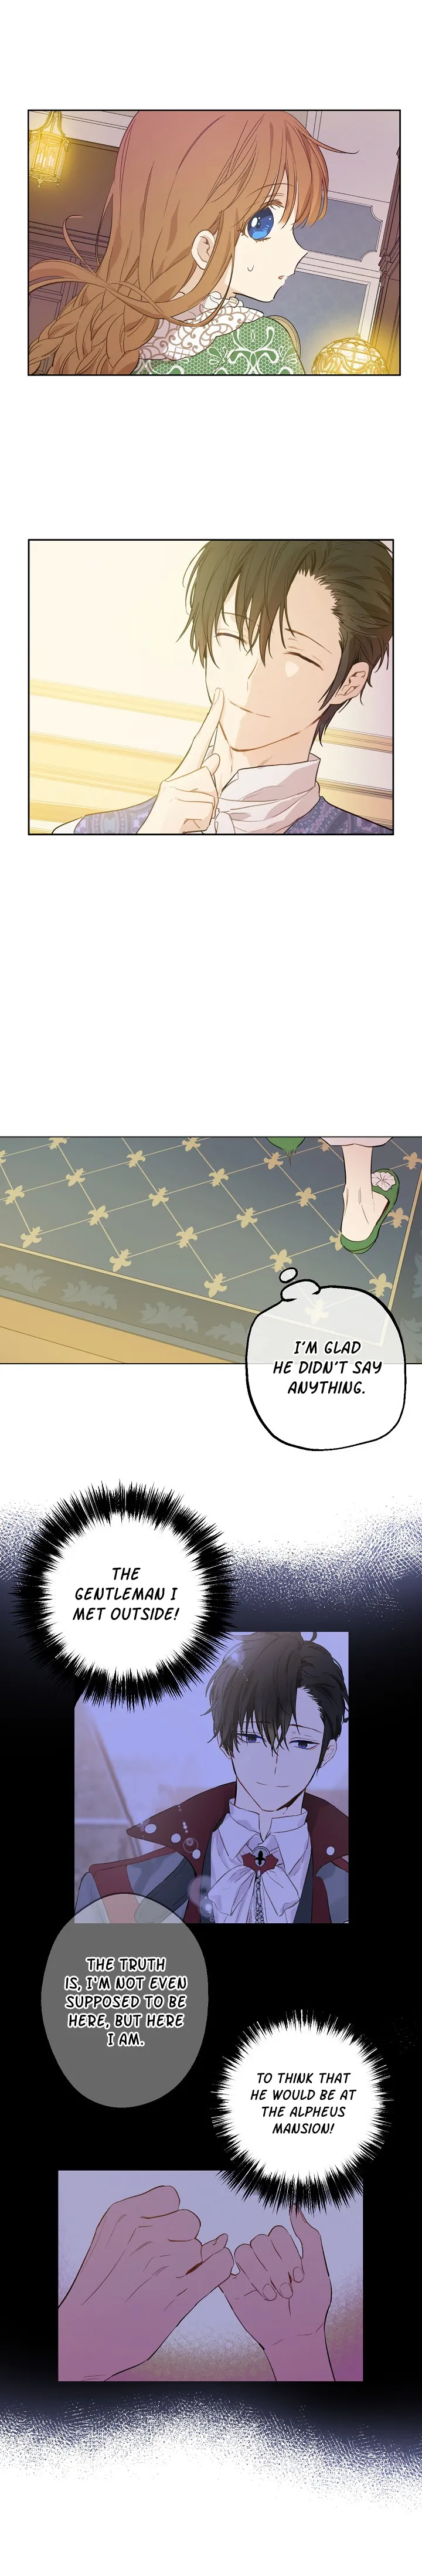 I'M GLAD
HE DIDN'T SAY
ANYTHING.
THE
GENTLEMAN I
MET OUTSIDE!
THE TRUTH
IS, I'M NOT EVEN
SUPPOSED TO BE
HERE, BUT HERE
I AM.
TO THINK THAT
HE WOULD BE AT
THE ALPHEUS
MANSION!